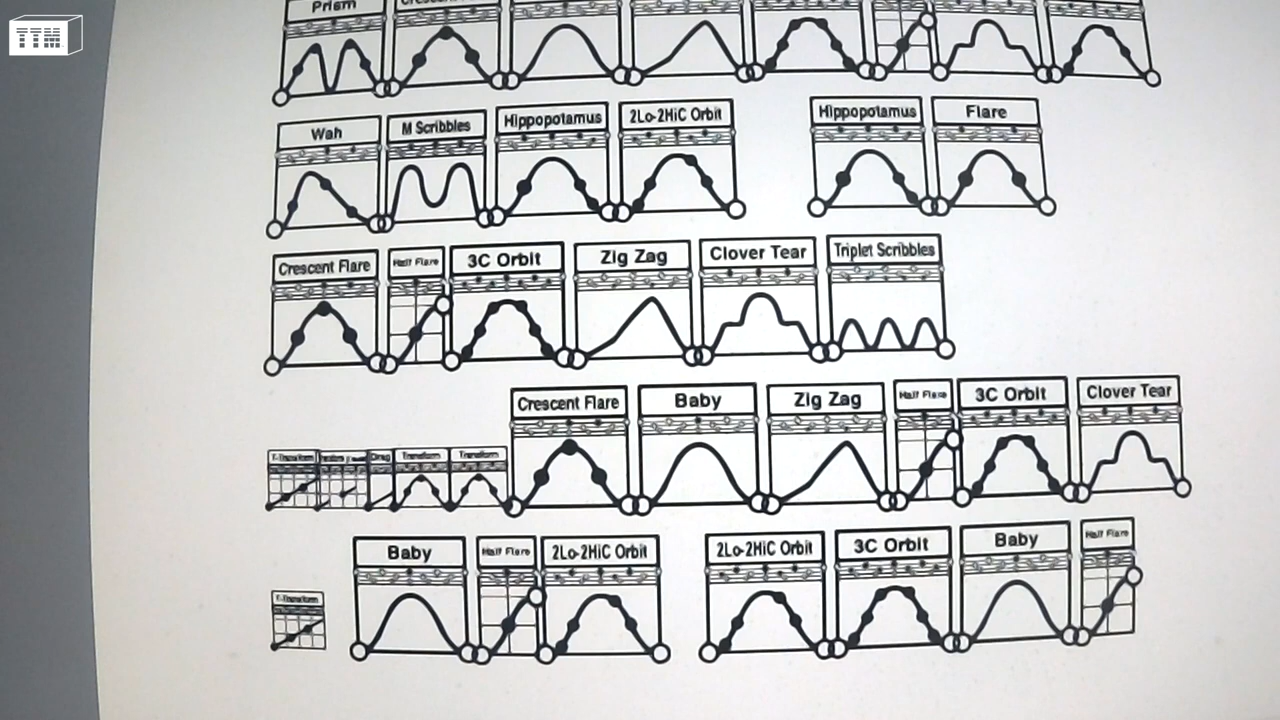 TTM
Prism
Wah M Scribbles Hippopotamus 2Lo-2HiC Orbit Hippopotamus Flare
Crescent Flare Half Flare 3C Orbit Zig Zag Clover Tear Triplet Scribbles
Transform Transform Crescent Flare Baby Zig Zag Half Flare 3C Orbit Clover Tear
Baby Half Flare 2Lo-2HiC Orbit 2Lo-2HiC Orbit 3C Orbit Baby Half Flare